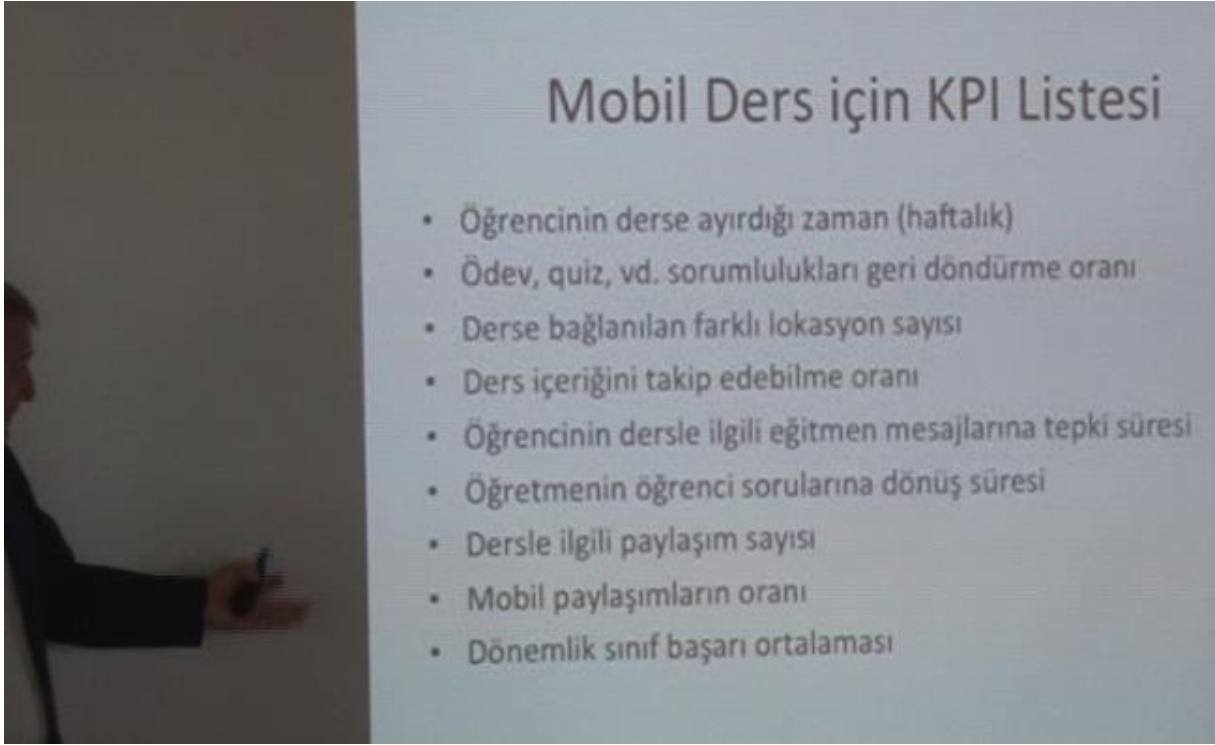 Mobil Ders için KPI Listesi
• Öğrencinin derse ayırdığı zaman (haftalık)
• Ödev, quiz, vd. sorumlulukları geri döndürme oranı
• Derse bağlanılan farklı lokasyon sayısı
• Ders içeriğini takip edebilme oranı
• Öğrencinin dersle ilgili eğitmen mesajlarına tepki süresi
• Öğretmenin öğrenci sorularına dönüş süresi
• Dersle ilgili paylaşım sayısı
• Mobil paylaşımların oranı
• Dönemlik sınıf başarı ortalaması